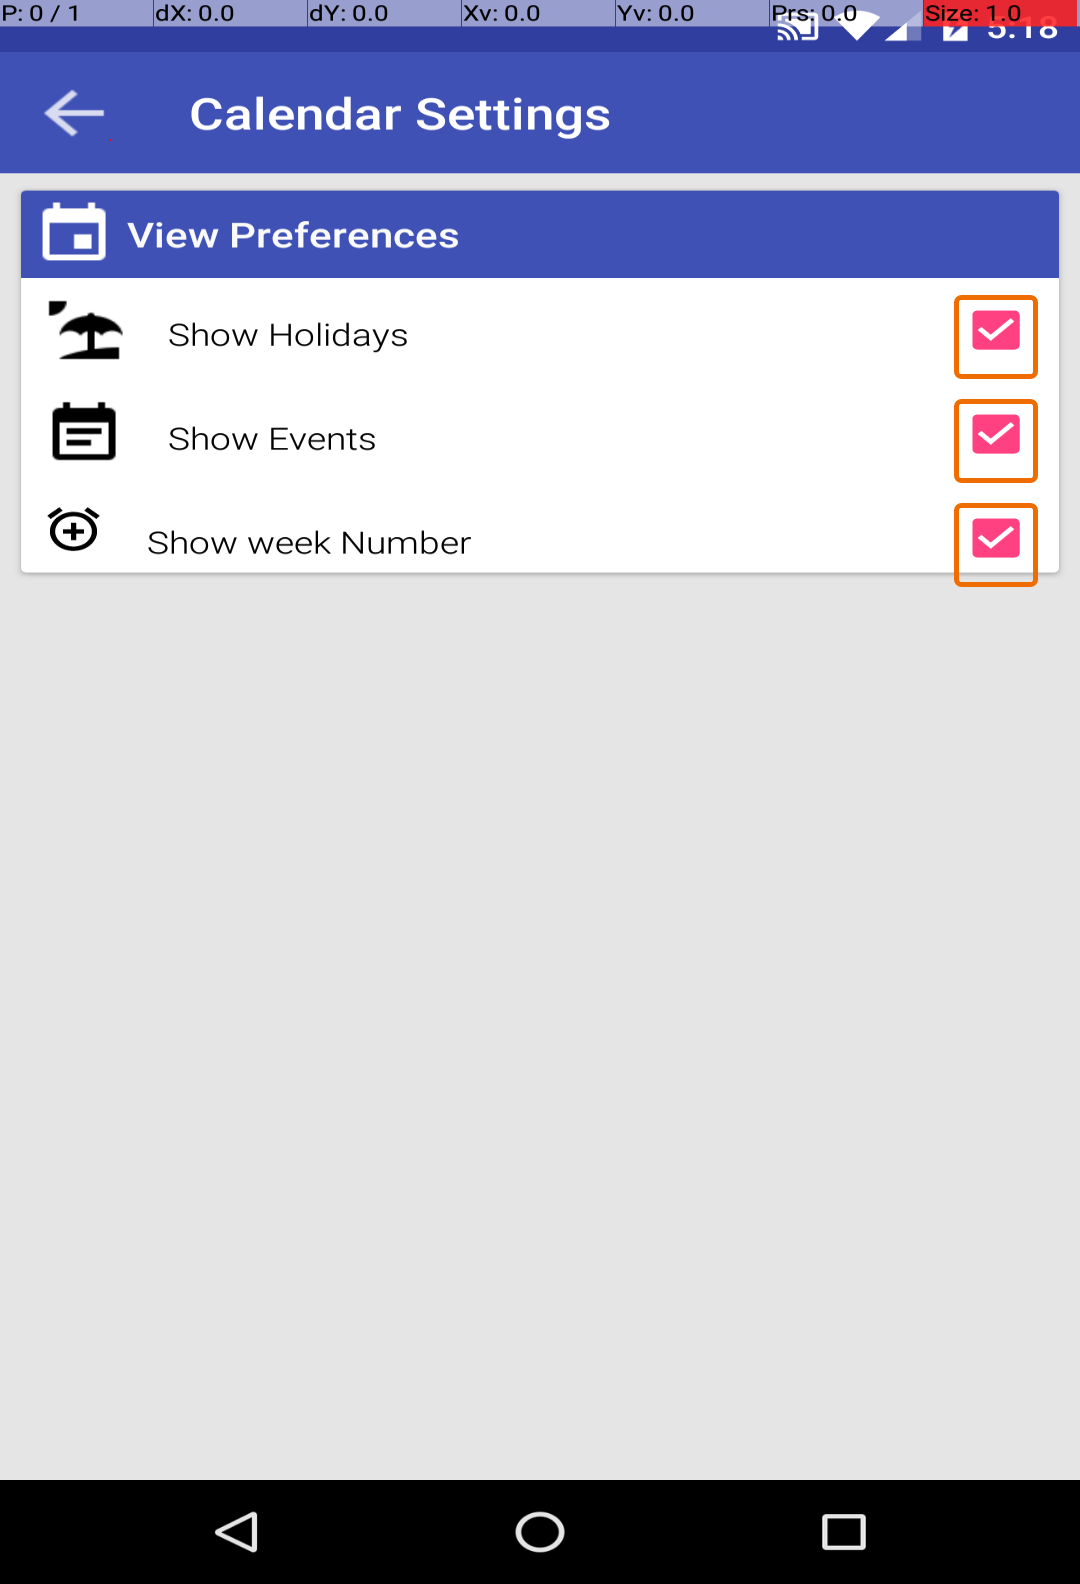 P: 0 / 1 dX: 0.0 dY: 0.0 Xv: 0.0 Yv: 0.0 Prs: 0.0 Size: 1.0
5:18
Calendar Settings
View Preferences
Show Holidays
Show Events
Show week Number